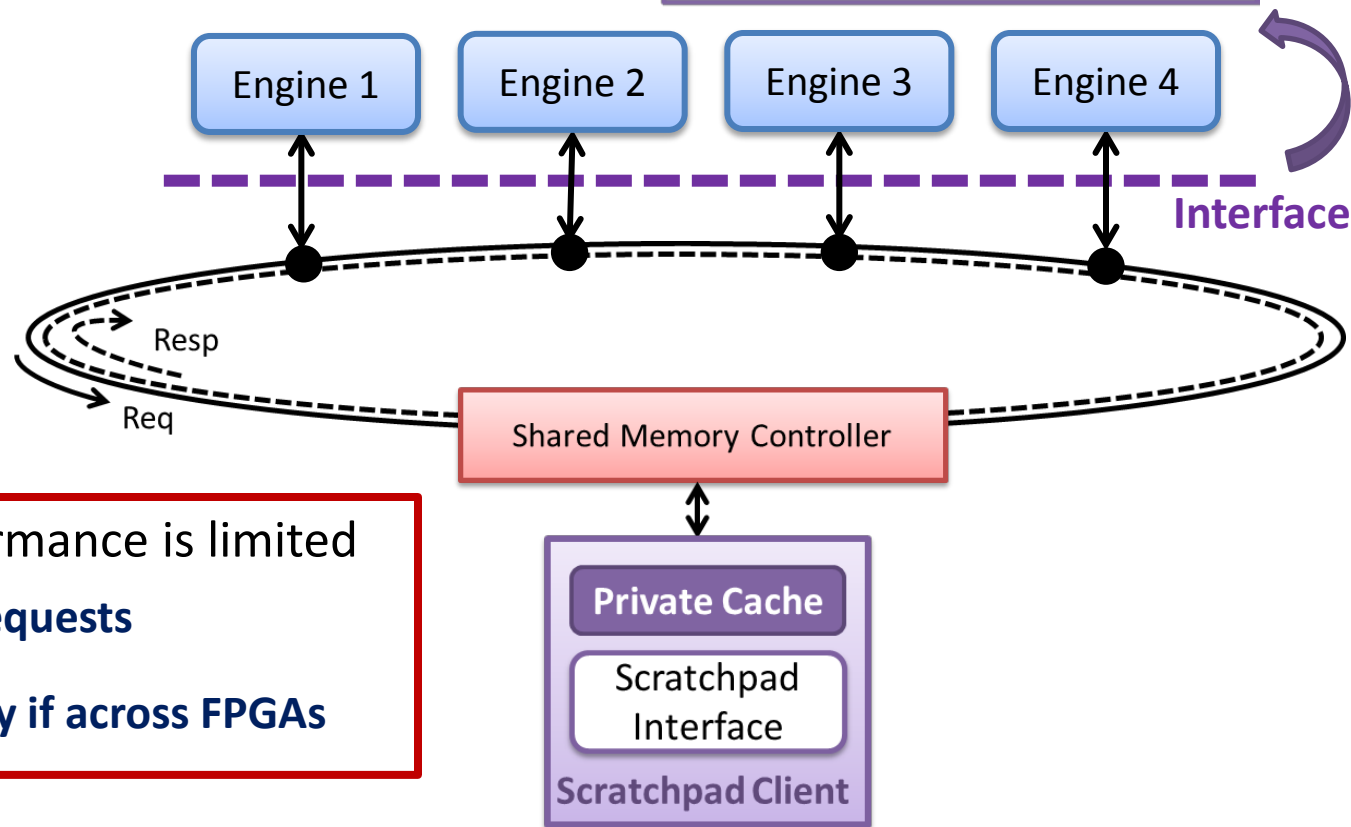 Engine 1
Engine 2
Engine 3
Engine 4
Interface
Resp
Req
Shared Memory Controller
rmance is limited
equests
y if across FPGAs
Private Cache
Scratchpad
Interface
Scratchpad Client